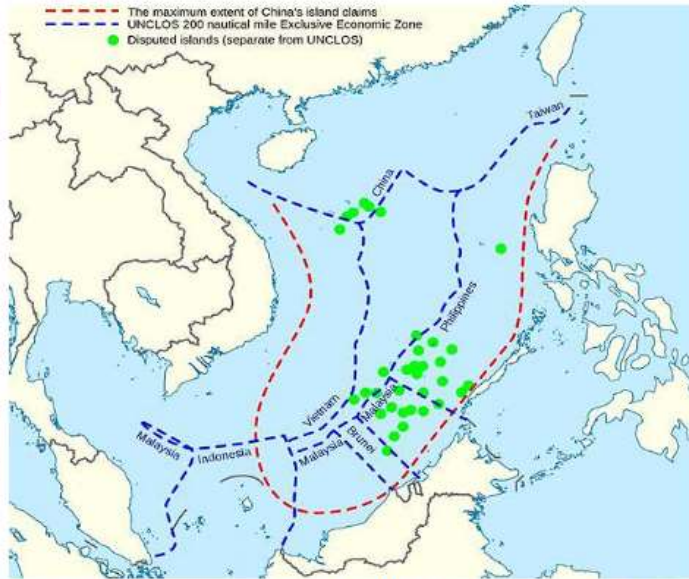 The maximum extent of China's island claims
UNCLOS 200 nautical mile Exclusive Economic Zone
Disputed islands (separate from UNCLOS)
Taiwan
China
Philippines
Vietnam
Malaysia
Malaysia
Indonesia
Malaysia
Brunei